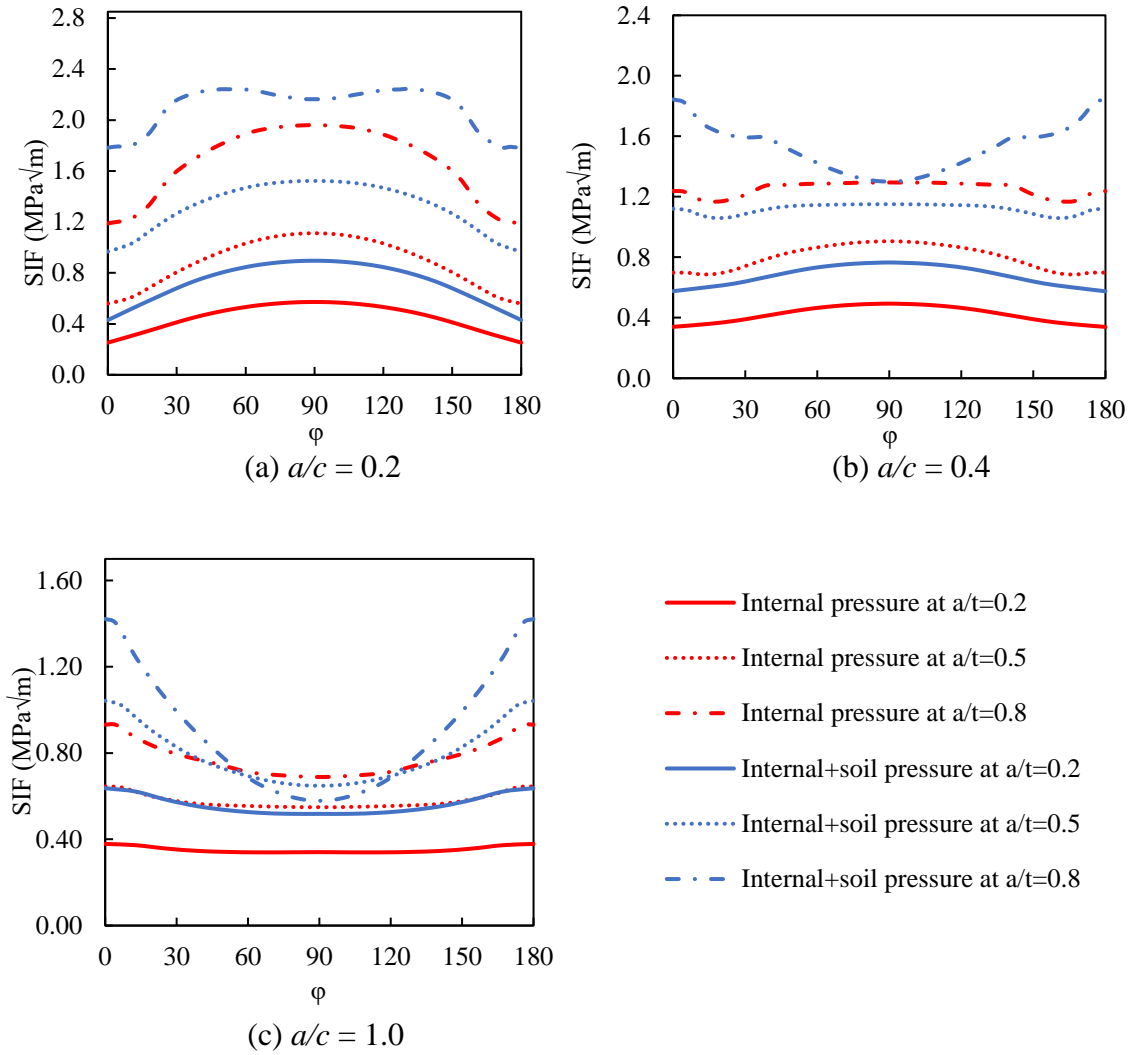 SIF (MPa√m)
2.8
2.4
2.0
1.6
1.2
0.8
0.4
0.0
0 30 60 90 120 150 180
φ
(a) a/c = 0.2
SIF (MPa√m)
2.4
2.0
1.6
1.2
0.8
0.4
0.0
0 30 60 90 120 150 180
φ
(b) a/c = 0.4
SIF (MPa√m)
1.60
1.20
0.80
0.40
0.00
0 30 60 90 120 150 180
φ
(c) a/c = 1.0
Internal pressure at a/t=0.2
Internal pressure at a/t=0.5
Internal pressure at a/t=0.8
Internal+soil pressure at a/t=0.2
Internal+soil pressure at a/t=0.5
Internal+soil pressure at a/t=0.8